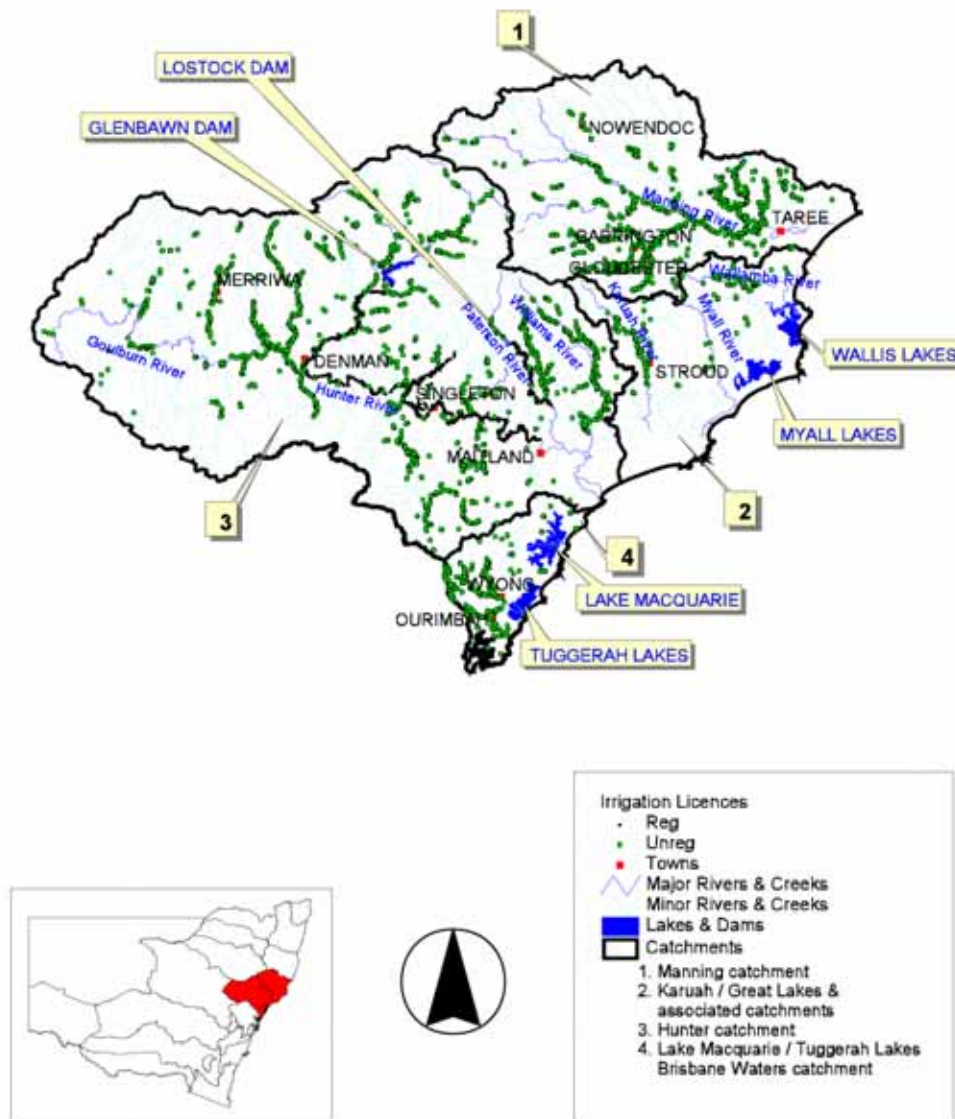 1
LOSTOCK DAM
GLENBAWN DAM
NOWENDOC
Manning River
TAREE
BARRINGTON
GLOUCESTER
Wallamba River
MERRIWA
Karuah River
Myall River
Williams River
Paterson River
Goulburn River
WALLIS LAKES
DENMAN
STROUD
Hunter River
SINGLETON
MYALL LAKES
MAITLAND
3
2
4
WYONG
LAKE MACQUARIE
OURIMBAH
TUGGERAH LAKES
Irrigation Licences
Reg
Unreg
Towns
Major Rivers & Creeks
Minor Rivers & Creeks
Lakes & Dams
Catchments
1. Manning catchment
2. Karuah / Great Lakes &
associated catchments
3. Hunter catchment
4. Lake Macquarie / Tuggerah Lakes
Brisbane Waters catchment